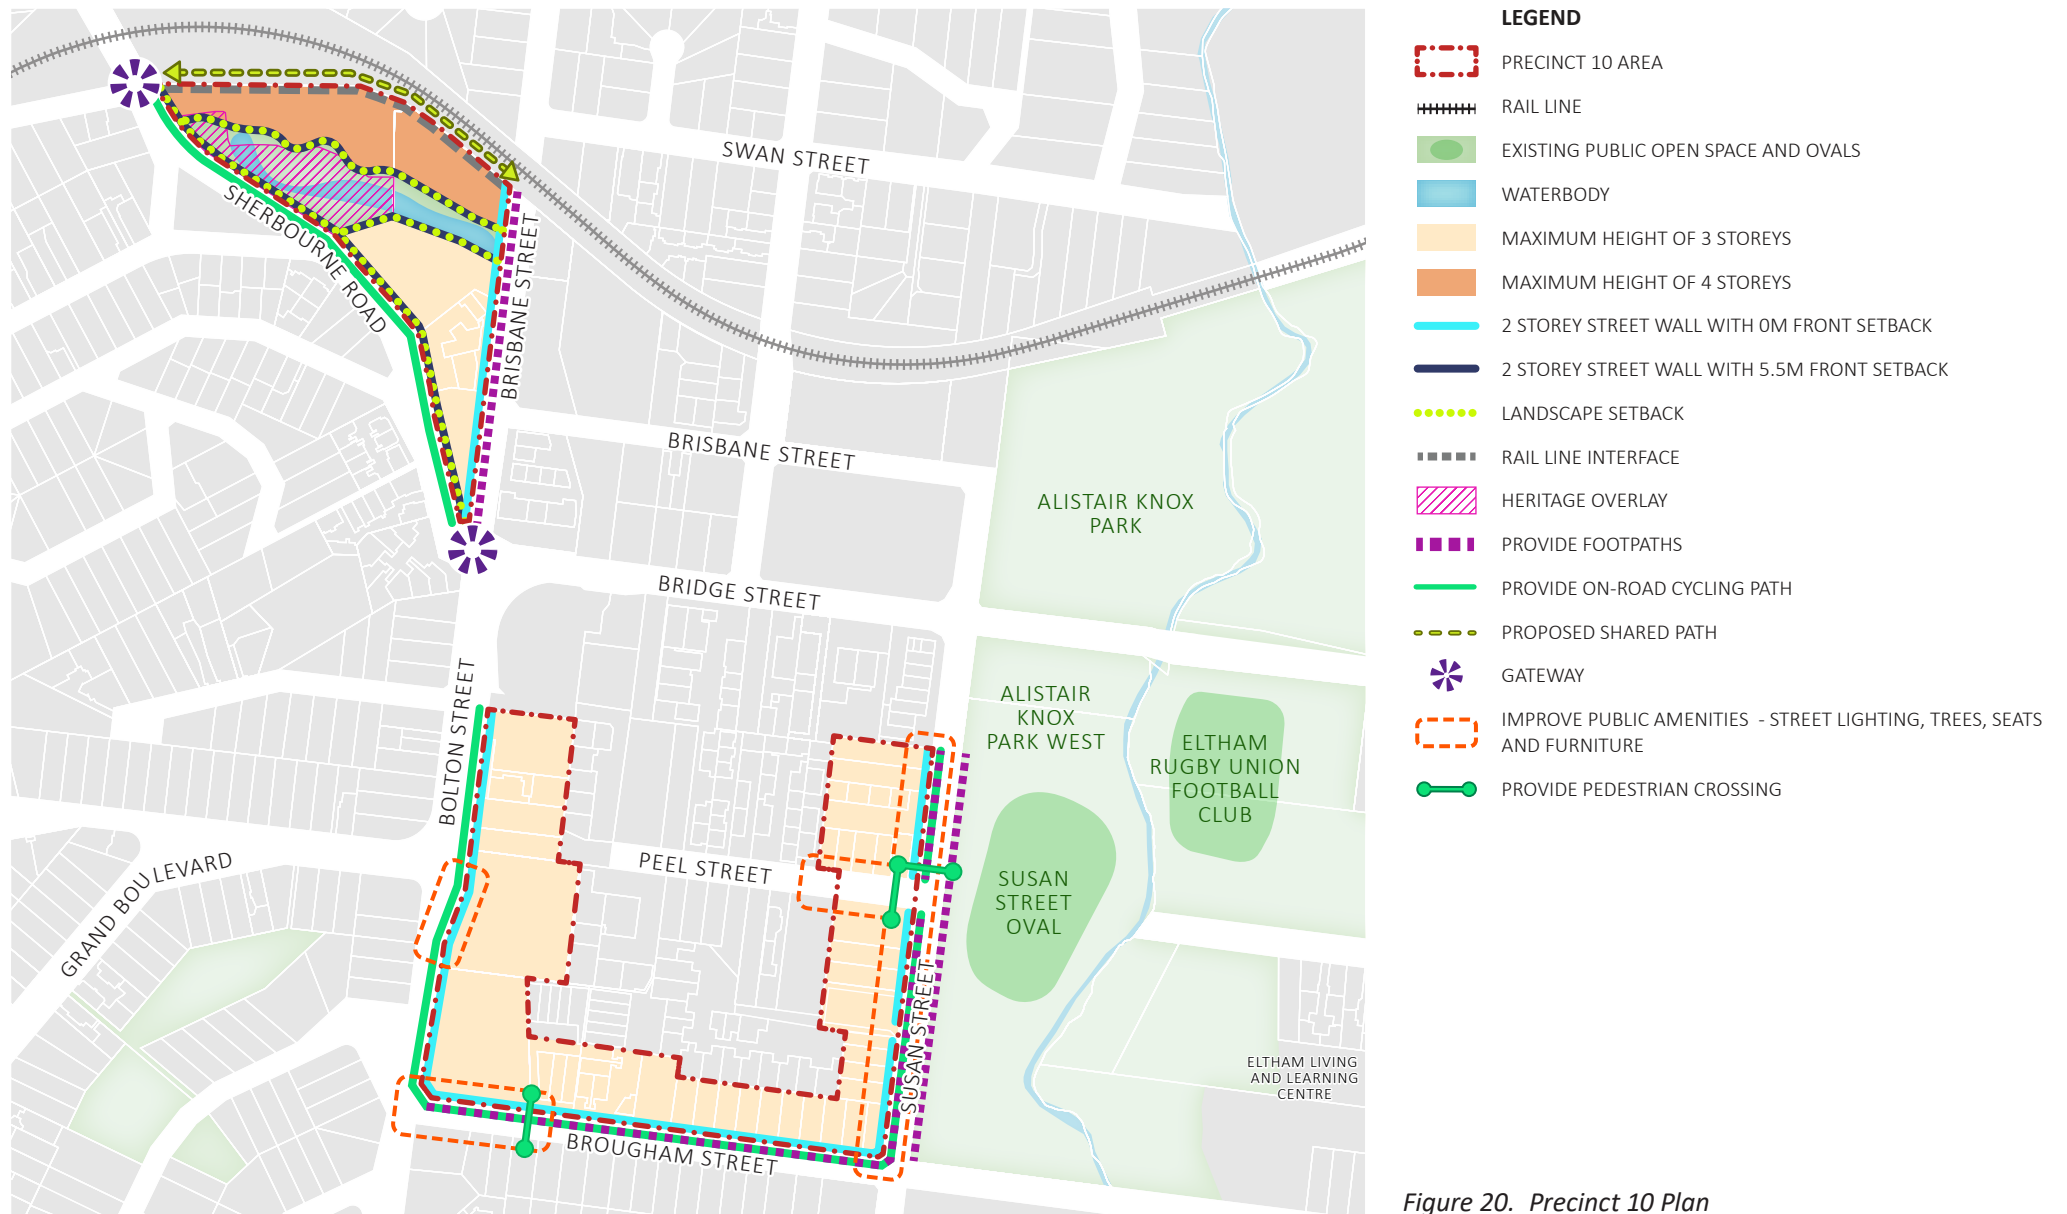 SWAN STREET
SHERBOURNE ROAD
BRISBANE STREET
BRISBANE STREET
ALISTAIR KNOX
PARK
BRIDGE STREET
BOLTON STREET
ALISTAIR
KNOX
PARK WEST
ELTHAM
RUGBY UNION
FOOTBALL
CLUB
PEEL STREET
GRAND BOULEVARD
SUSAN
STREET
OVAL
SUSAN STREET
ELTHAM LIVING
AND LEARNING
CENTRE
BROUGHAM STREET
LEGEND
PRECINCT 10 AREA
RAIL LINE
EXISTING PUBLIC OPEN SPACE AND OVALS
WATERBODY
MAXIMUM HEIGHT OF 3 STOREYS
MAXIMUM HEIGHT OF 4 STOREYS
2 STOREY STREET WALL WITH 0M FRONT SETBACK
2 STOREY STREET WALL WITH 5.5M FRONT SETBACK
LANDSCAPE SETBACK
RAIL LINE INTERFACE
HERITAGE OVERLAY
PROVIDE FOOTPATHS
PROVIDE ON-ROAD CYCLING PATH
PROPOSED SHARED PATH
GATEWAY
IMPROVE PUBLIC AMENITIES - STREET LIGHTING, TREES, SEATS
AND FURNITURE
PROVIDE PEDESTRIAN CROSSING
Figure 20. Precinct 10 Plan